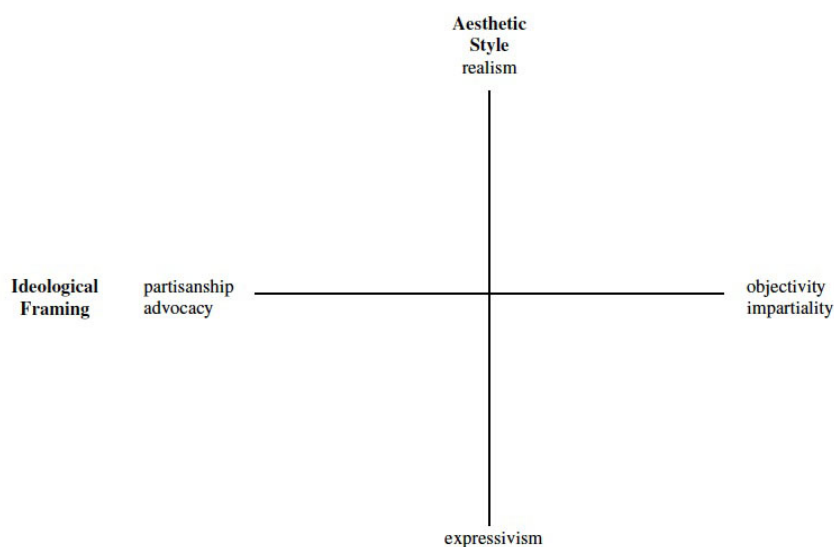 Aesthetic
Style
realism
Ideological
Framing
partisanship
advocacy
objectivity
impartiality
expressivism